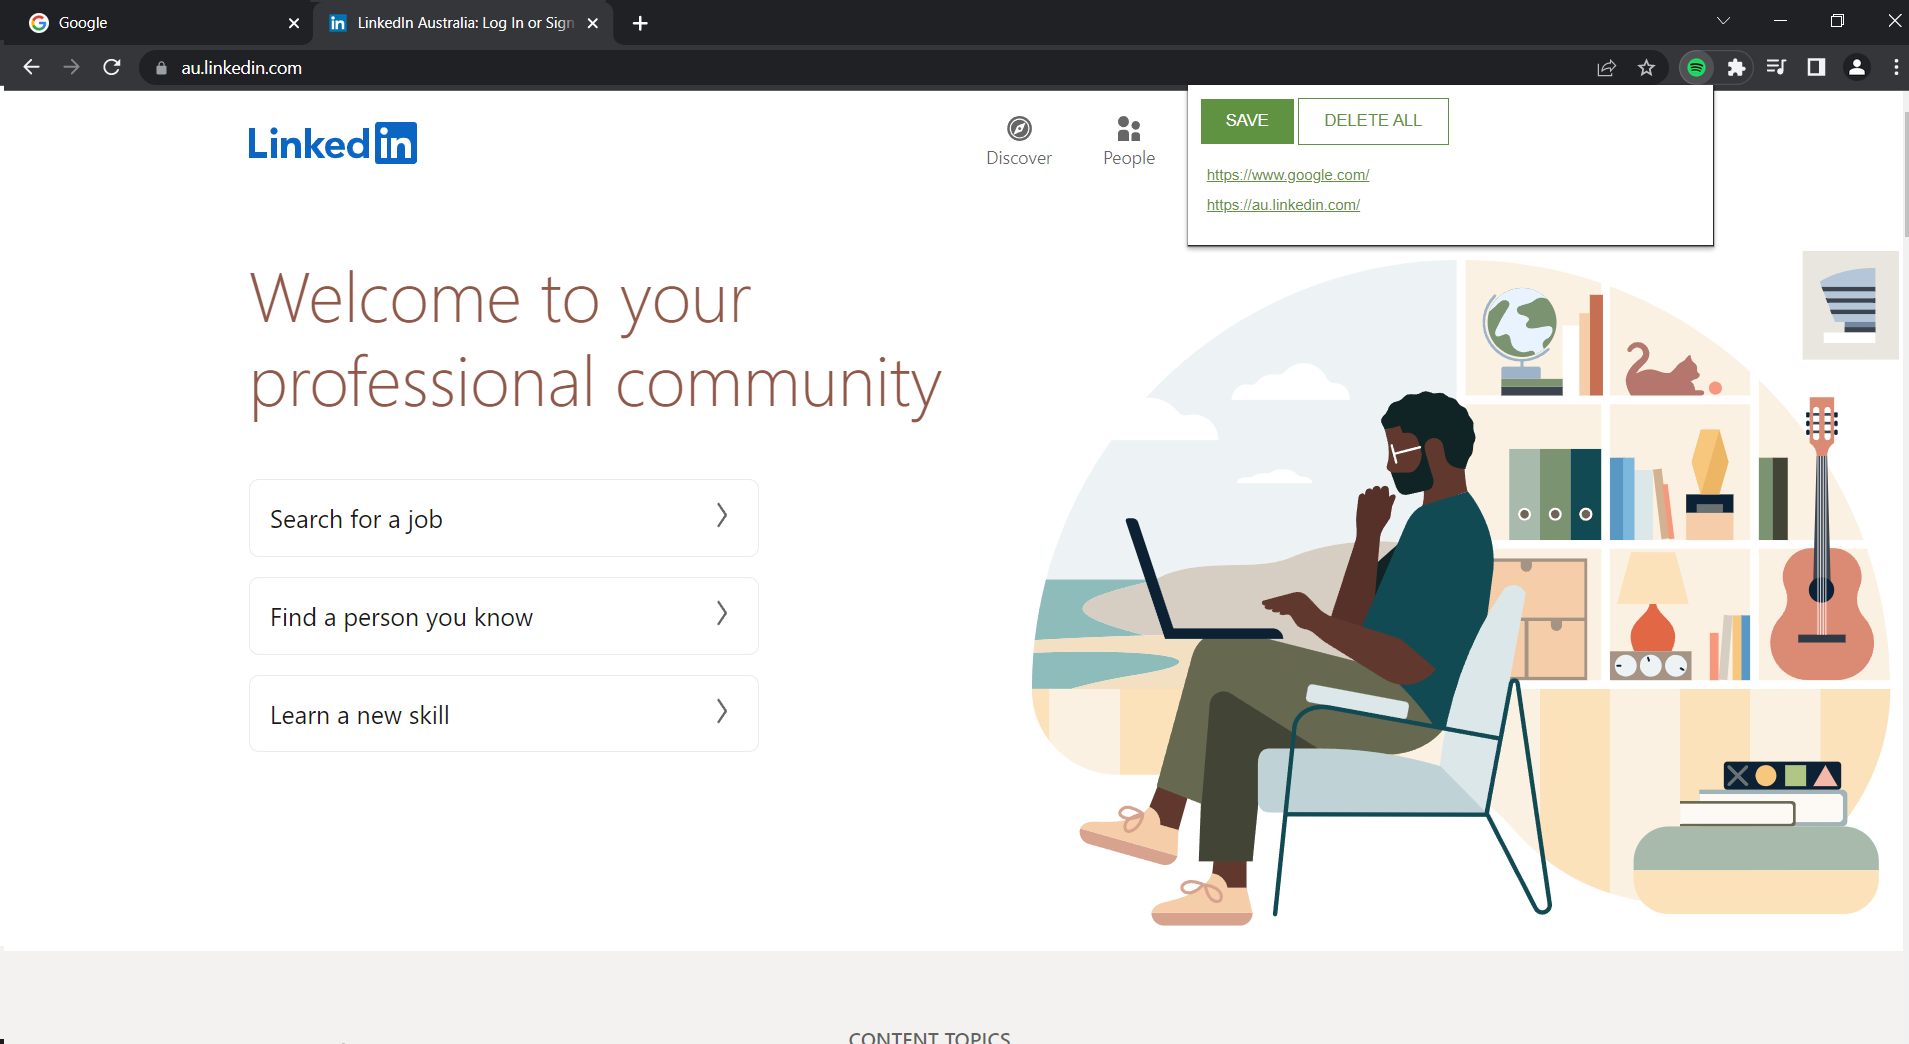 Google
LinkedIn Australia: Log In or Sign
au.linkedin.com
LinkedIn
Discover
People
SAVE
DELETE ALL
https://www.google.com/
https://au.linkedin.com/
Welcome to your
professional community
Search for a job
Find a person you know
Learn a new skill
CONTENT TOPICS